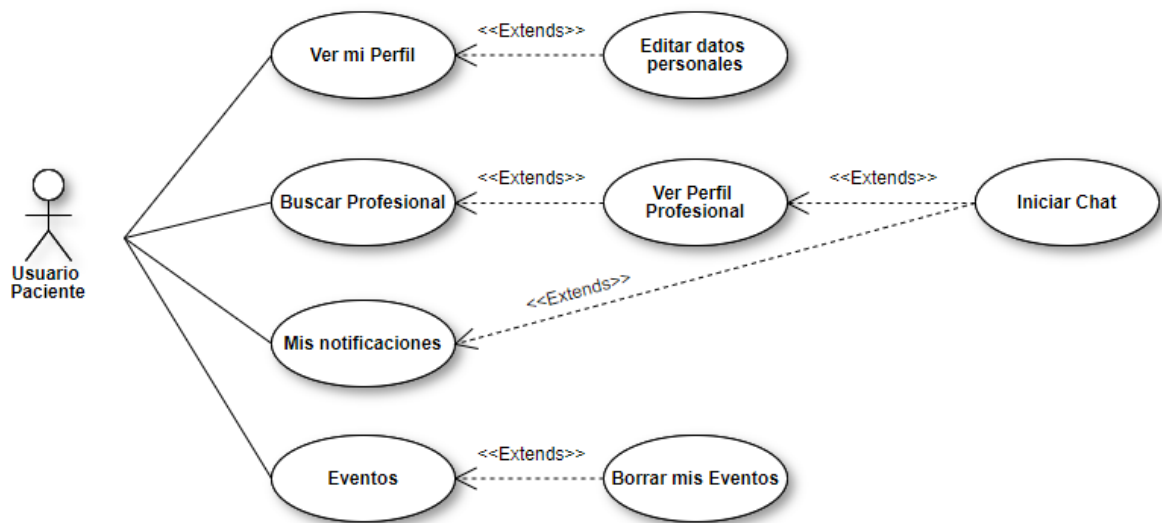 <<Extends>>
Ver mi Perfil
Editar datos
personales
<<Extends>>
<<Extends>>
Buscar Profesional
Ver Perfil
Profesional
Iniciar Chat
Usuario
Paciente
<<Extends>>
Mis notificaciones
<<Extends>>
Eventos
Borrar mis Eventos